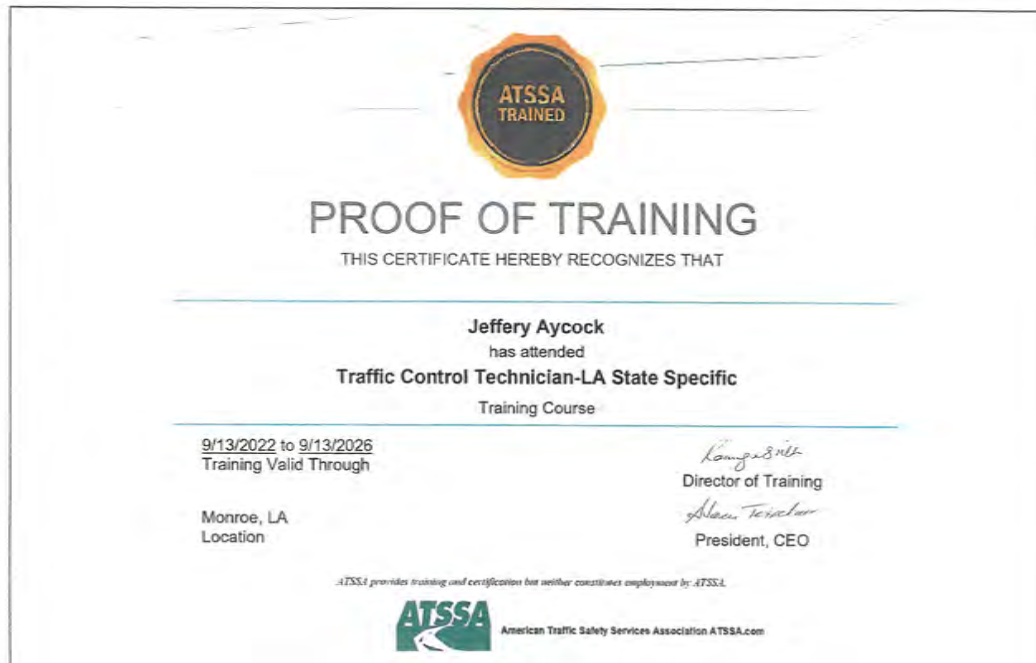 ATSSA
TRAINED
PROOF OF TRAINING
THIS CERTIFICATE HEREBY RECOGNIZES THAT
Jeffery Aycock
has attended
Traffic Control Technician-LA State Specific
Training Course
9/13/2022 to 9/13/2026
Training Valid Through
Director of Training
Monroe, LA
Location
President, CEO
ATSSA provides training and certification but neither constitutes employment by ATSSA.
ATSSA
American Traffic Safety Services Association ATSSA.com